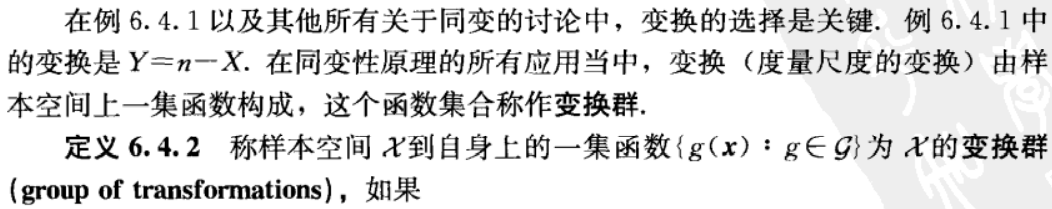 在例 6.4.1 以及其他所有关于同变的讨论中，变换的选择是关键．例 6.4.1 中
的变换是 Y=n−X．在同变性原理的所有应用当中，变换（度量尺度的变换）由样
本空间上一集函数构成，这个函数集合称作变换群．
定义 6.4.2 称样本空间 𝒳到自身上的一集函数{g(x)：g∈𝒢}为 𝒳的变换群
(group of transformations)，如果